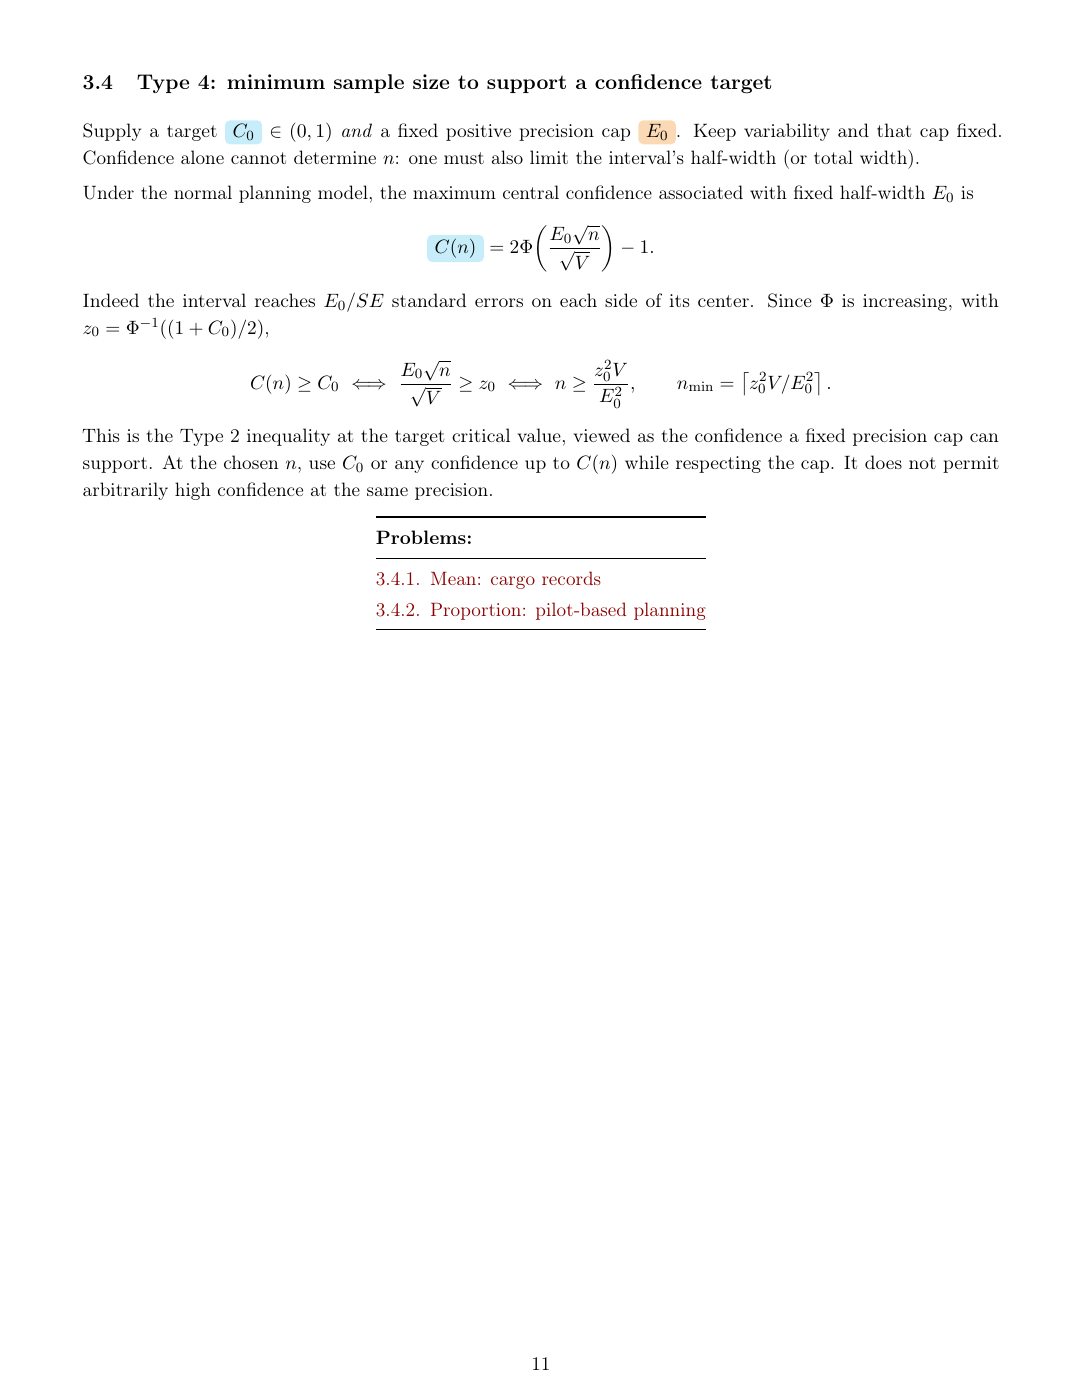 3.4 Type 4: minimum sample size to support a confidence target
Supply a target C₀ ∈ (0, 1) and a fixed positive precision cap E₀ . Keep variability and that cap fixed.
Confidence alone cannot determine n: one must also limit the interval's half-width (or total width).
Under the normal planning model, the maximum central confidence associated with fixed half-width E₀ is
C(n) = 2Φ(E₀√n / √V) − 1.
Indeed the interval reaches E₀/SE standard errors on each side of its center. Since Φ is increasing, with
z₀ = Φ⁻¹((1 + C₀)/2),
C(n) ≥ C₀ ⟺ E₀√n / √V ≥ z₀ ⟺ n ≥ z₀²V / E₀², n_min = ⌈z₀²V/E₀²⌉ .
This is the Type 2 inequality at the target critical value, viewed as the confidence a fixed precision cap can
support. At the chosen n, use C₀ or any confidence up to C(n) while respecting the cap. It does not permit
arbitrarily high confidence at the same precision.
Problems:
3.4.1. Mean: cargo records
3.4.2. Proportion: pilot-based planning
11